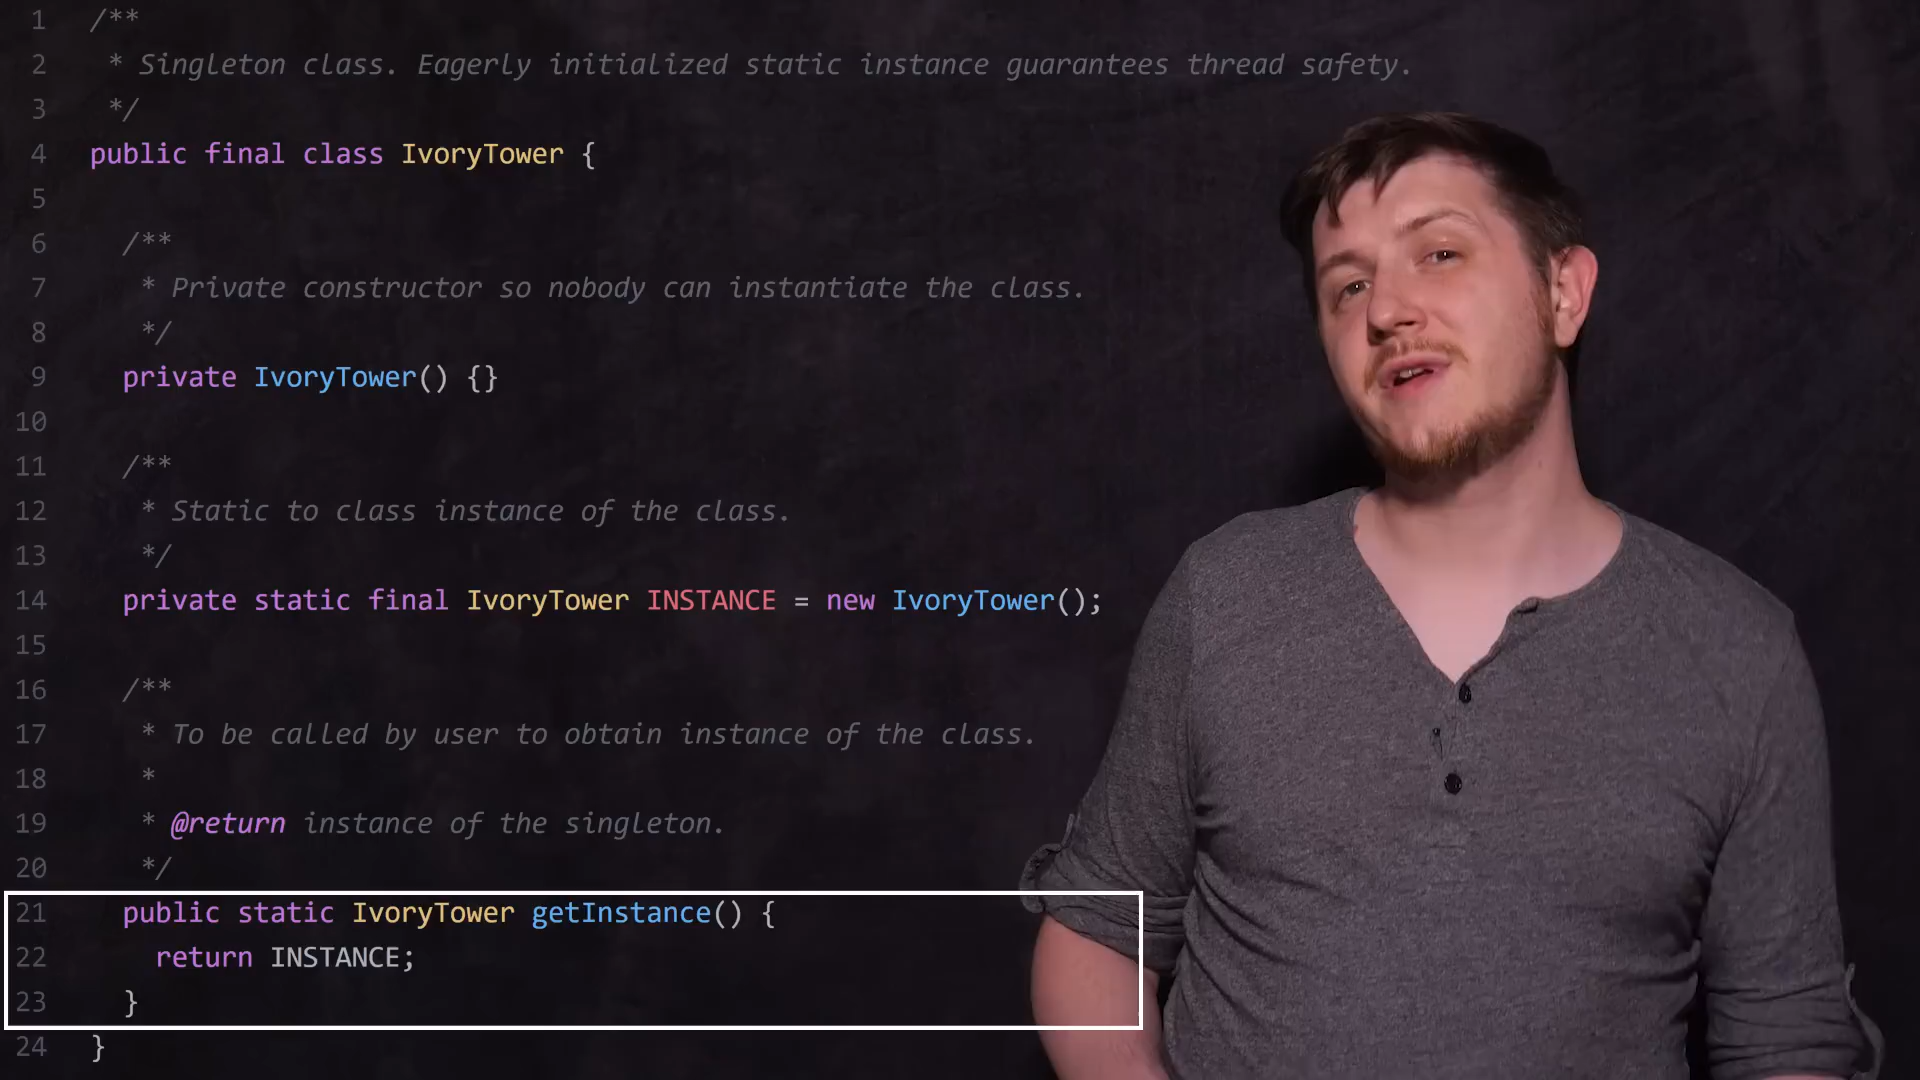 1 /**
2 * Singleton class. Eagerly initialized static instance guarantees thread safety.
3 */
4 public final class IvoryTower {
5
6 /**
7 * Private constructor so nobody can instantiate the class.
8 */
9 private IvoryTower() {}
10
11 /**
12 * Static to class instance of the class.
13 */
14 private static final IvoryTower INSTANCE = new IvoryTower();
15
16 /**
17 * To be called by user to obtain instance of the class.
18 *
19 * @return instance of the singleton.
20 */
21 public static IvoryTower getInstance() {
22 return INSTANCE;
23 }
24 }